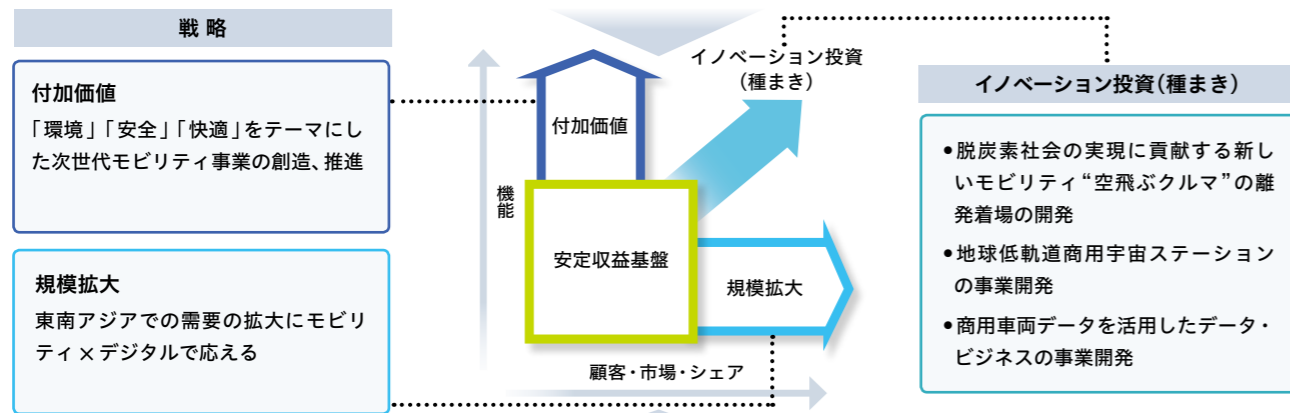 戦略
付加価値
「環境」「安全」「快適」をテーマにし
た次世代モビリティ事業の創造、推進
規模拡大
東南アジアでの需要の拡大にモビリ
ティ×デジタルで応える
イノベーション投資
(種まき)
付加価値
機能
安定収益基盤
規模拡大
顧客・市場・シェア
イノベーション投資(種まき)
•脱炭素社会の実現に貢献する新し
いモビリティ“空飛ぶクルマ”の離
発着場の開発
•地球低軌道商用宇宙ステーション
の事業開発
•商用車両データを活用したデータ・
ビジネスの事業開発